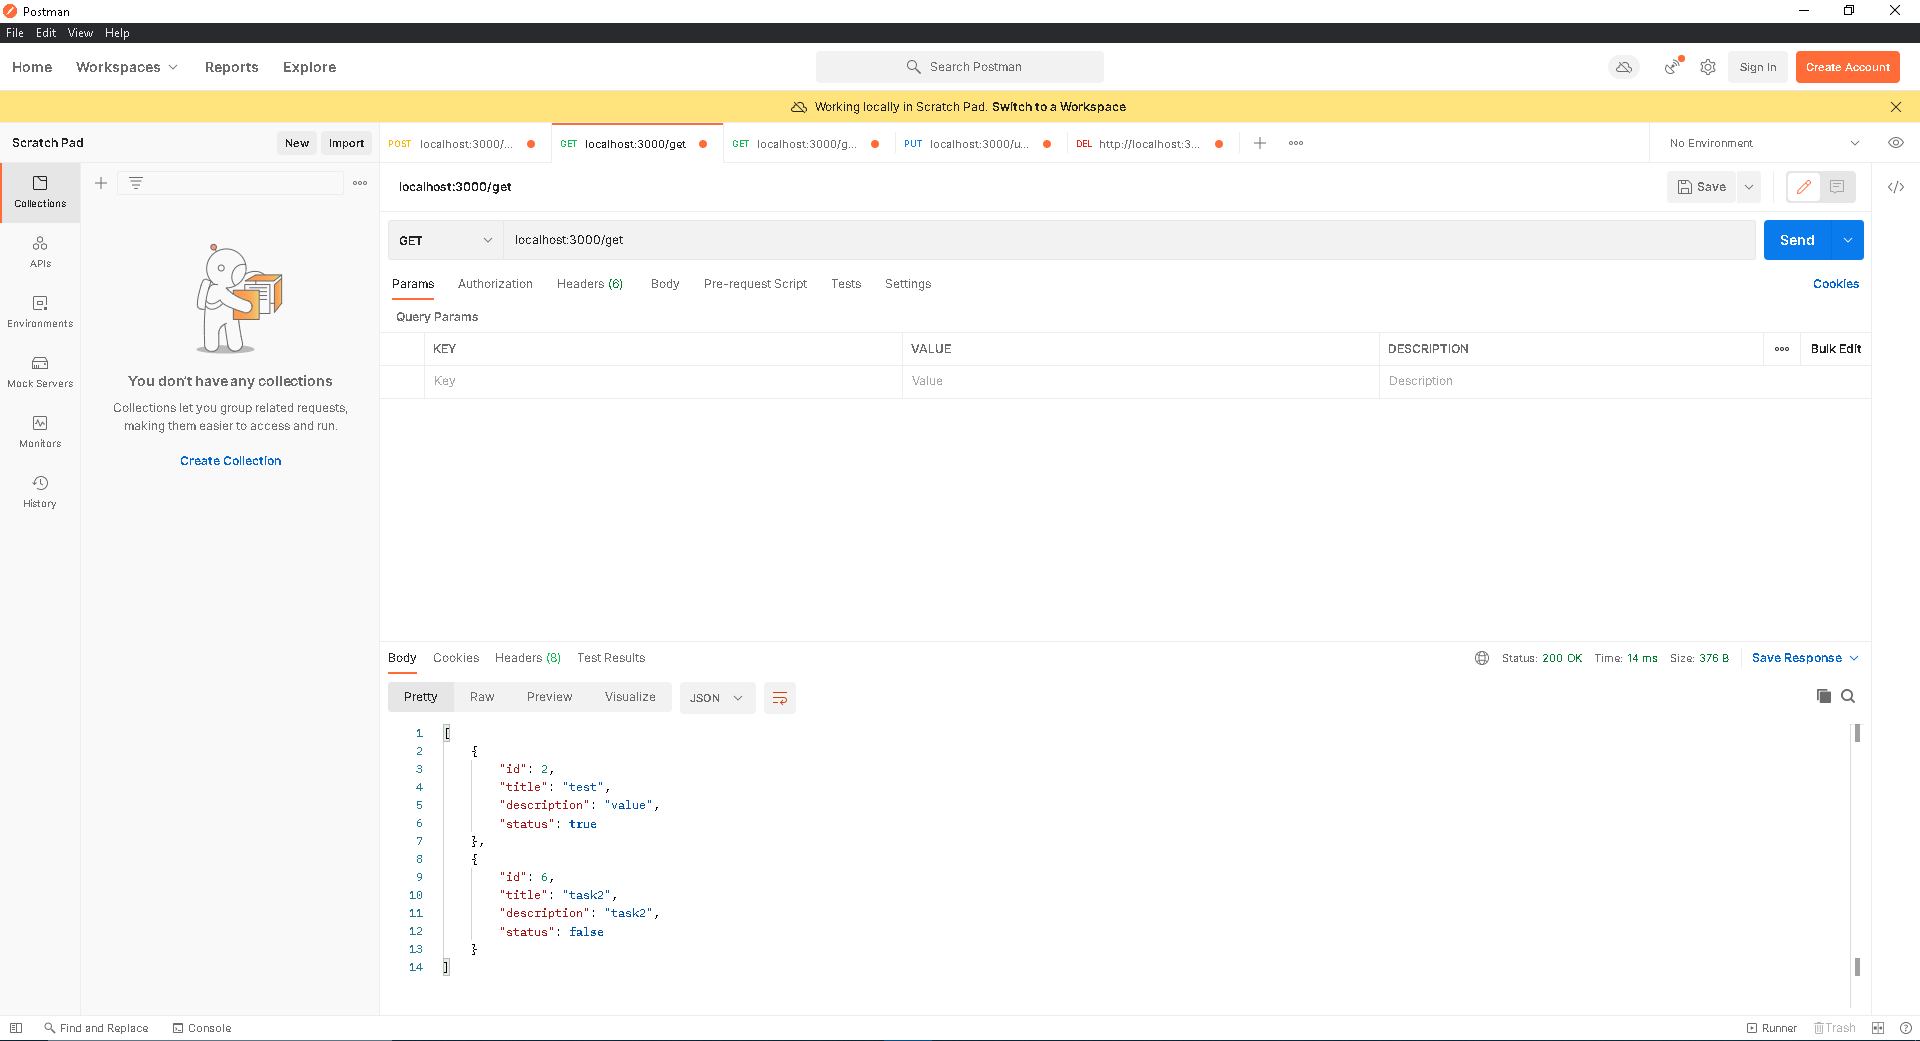 Postman
File Edit View Help
Home Workspaces Reports Explore Search Postman Sign In Create Account
Working locally in Scratch Pad. Switch to a Workspace
Scratch Pad New Import POST localhost:3000/... GET localhost:3000/get GET localhost:3000/g... PUT localhost:3000/u... DEL http://localhost:3... No Environment
localhost:3000/get Save
Collections
GET localhost:3000/get Send
APIs
Params Authorization Headers (6) Body Pre-request Script Tests Settings Cookies
Environments
Query Params
KEY VALUE DESCRIPTION Bulk Edit
Mock Servers
Key Value Description
You don't have any collections
Collections let you group related requests,
making them easier to access and run.
Monitors
Create Collection
History
Body Cookies Headers (8) Test Results Status: 200 OK Time: 14 ms Size: 376 B Save Response
Pretty Raw Preview Visualize JSON
1 [
2 {
3 "id": 2,
4 "title": "test",
5 "description": "value",
6 "status": true
7 },
8 {
9 "id": 6,
10 "title": "task2",
11 "description": "task2",
12 "status": false
13 }
14 ]
Find and Replace Console Runner Trash